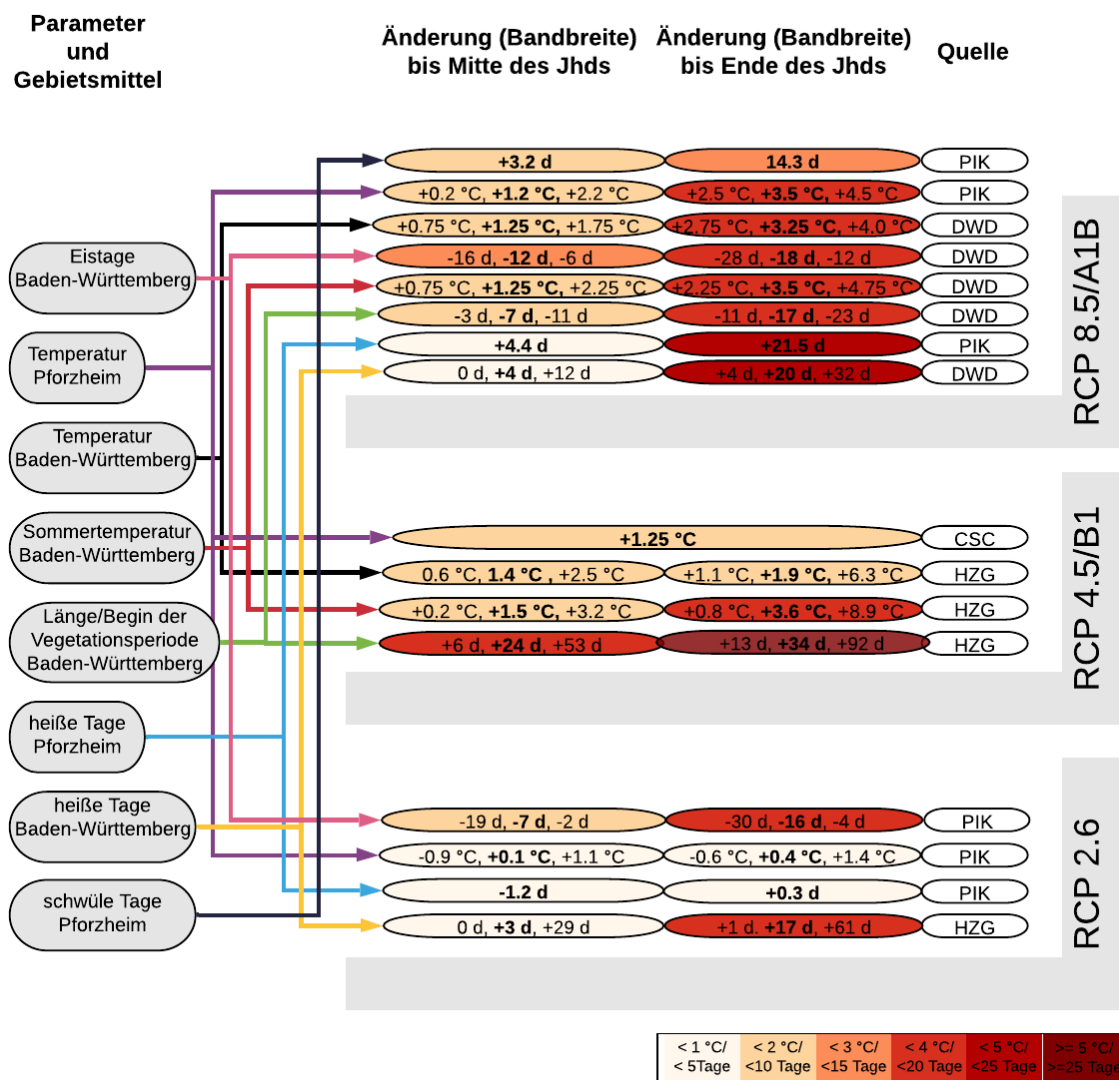 Parameter
und
Gebietsmittel
Änderung (Bandbreite)
bis Mitte des Jhds
Änderung (Bandbreite)
bis Ende des Jhds
Quelle
Eistage
Baden-Württemberg
Temperatur
Pforzheim
Temperatur
Baden-Württemberg
Sommertemperatur
Baden-Württemberg
Länge/Begin der
Vegetationsperiode
Baden-Württemberg
heiße Tage
Pforzheim
heiße Tage
Baden-Württemberg
schwüle Tage
Pforzheim
+3.2 d 14.3 d PIK
+0.2 °C, +1.2 °C, +2.2 °C +2.5 °C, +3.5 °C, +4.5 °C PIK
+0.75 °C, +1.25 °C, +1.75 °C +2.75 °C, +3.25 °C, +4.0 °C DWD
-16 d, -12 d, -6 d -28 d, -18 d, -12 d DWD
+0.75 °C, +1.25 °C, +2.25 °C +2.25 °C, +3.5 °C, +4.75 °C DWD
-3 d, -7 d, -11 d -11 d, -17 d, -23 d DWD
+4.4 d +21.5 d PIK
0 d, +4 d, +12 d +4 d, +20 d, +32 d DWD
RCP 8.5/A1B
+1.25 °C CSC
0.6 °C, 1.4 °C , +2.5 °C +1.1 °C, +1.9 °C, +6.3 °C HZG
+0.2 °C, +1.5 °C, +3.2 °C +0.8 °C, +3.6 °C, +8.9 °C HZG
+6 d, +24 d, +53 d +13 d, +34 d, +92 d HZG
RCP 4.5/B1
-19 d, -7 d, -2 d -30 d, -16 d, -4 d PIK
-0.9 °C, +0.1 °C, +1.1 °C -0.6 °C, +0.4 °C, +1.4 °C PIK
-1.2 d +0.3 d PIK
0 d, +3 d, +29 d +1 d. +17 d, +61 d HZG
RCP 2.6
< 1 °C/ < 2 °C/ < 3 °C/ < 4 °C/ < 5 °C/ >= 5 °C/
< 5Tage <10 Tage <15 Tage <20 Tage <25 Tage >=25 Tage